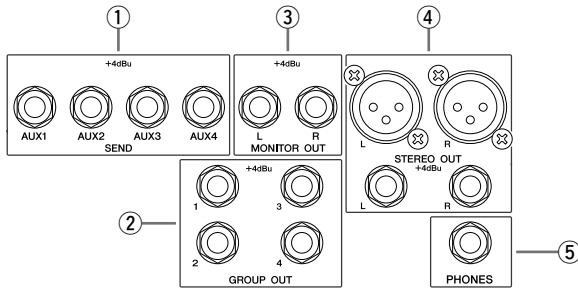 ① ③ ④
+4dBu +4dBu
AUX1 AUX2 AUX3 AUX4
SEND
L R
MONITOR OUT
L R
STEREO OUT
+4dBu
L R
②
+4dBu
1 3
2 4
GROUP OUT
PHONES
⑤